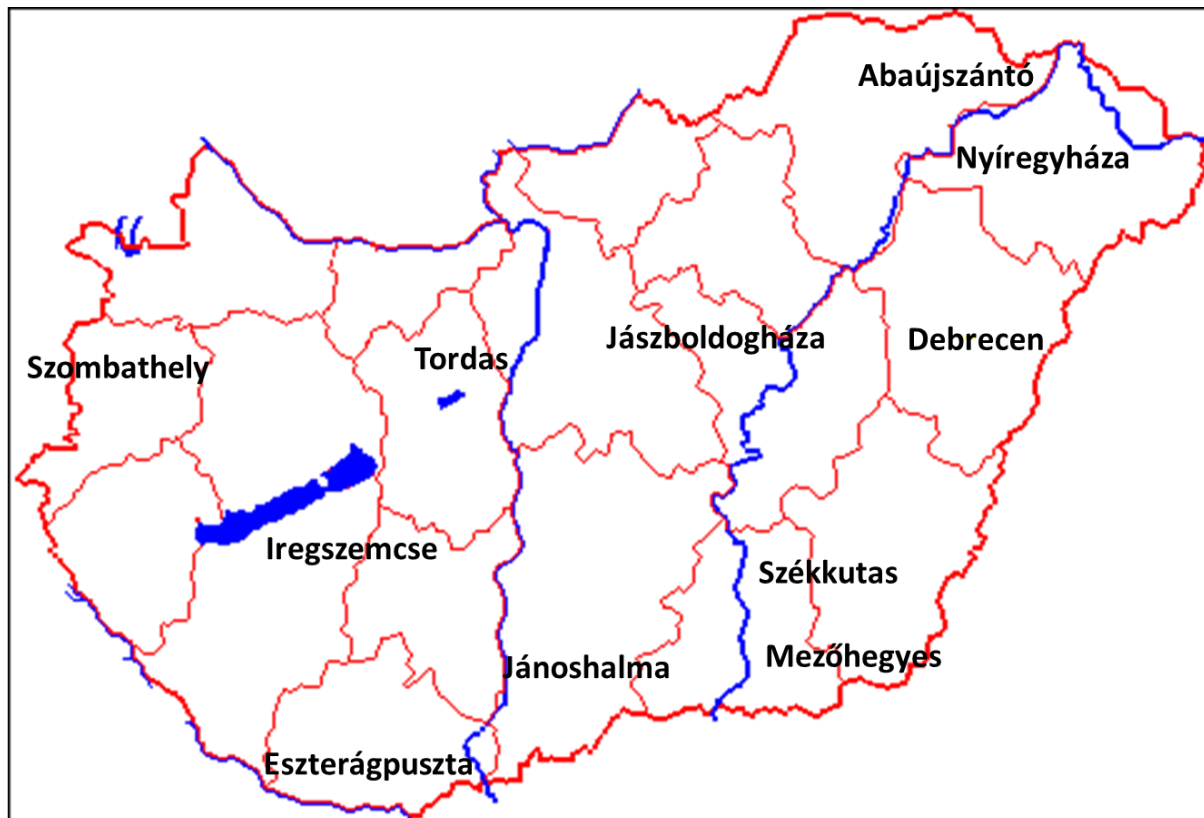 Abaújszántó
Nyíregyháza
Jászboldogháza
Debrecen
Szombathely
Tordas
Iregszemcse
Székkutas
Jánoshalma
Mezőhegyes
Eszterágpuszta